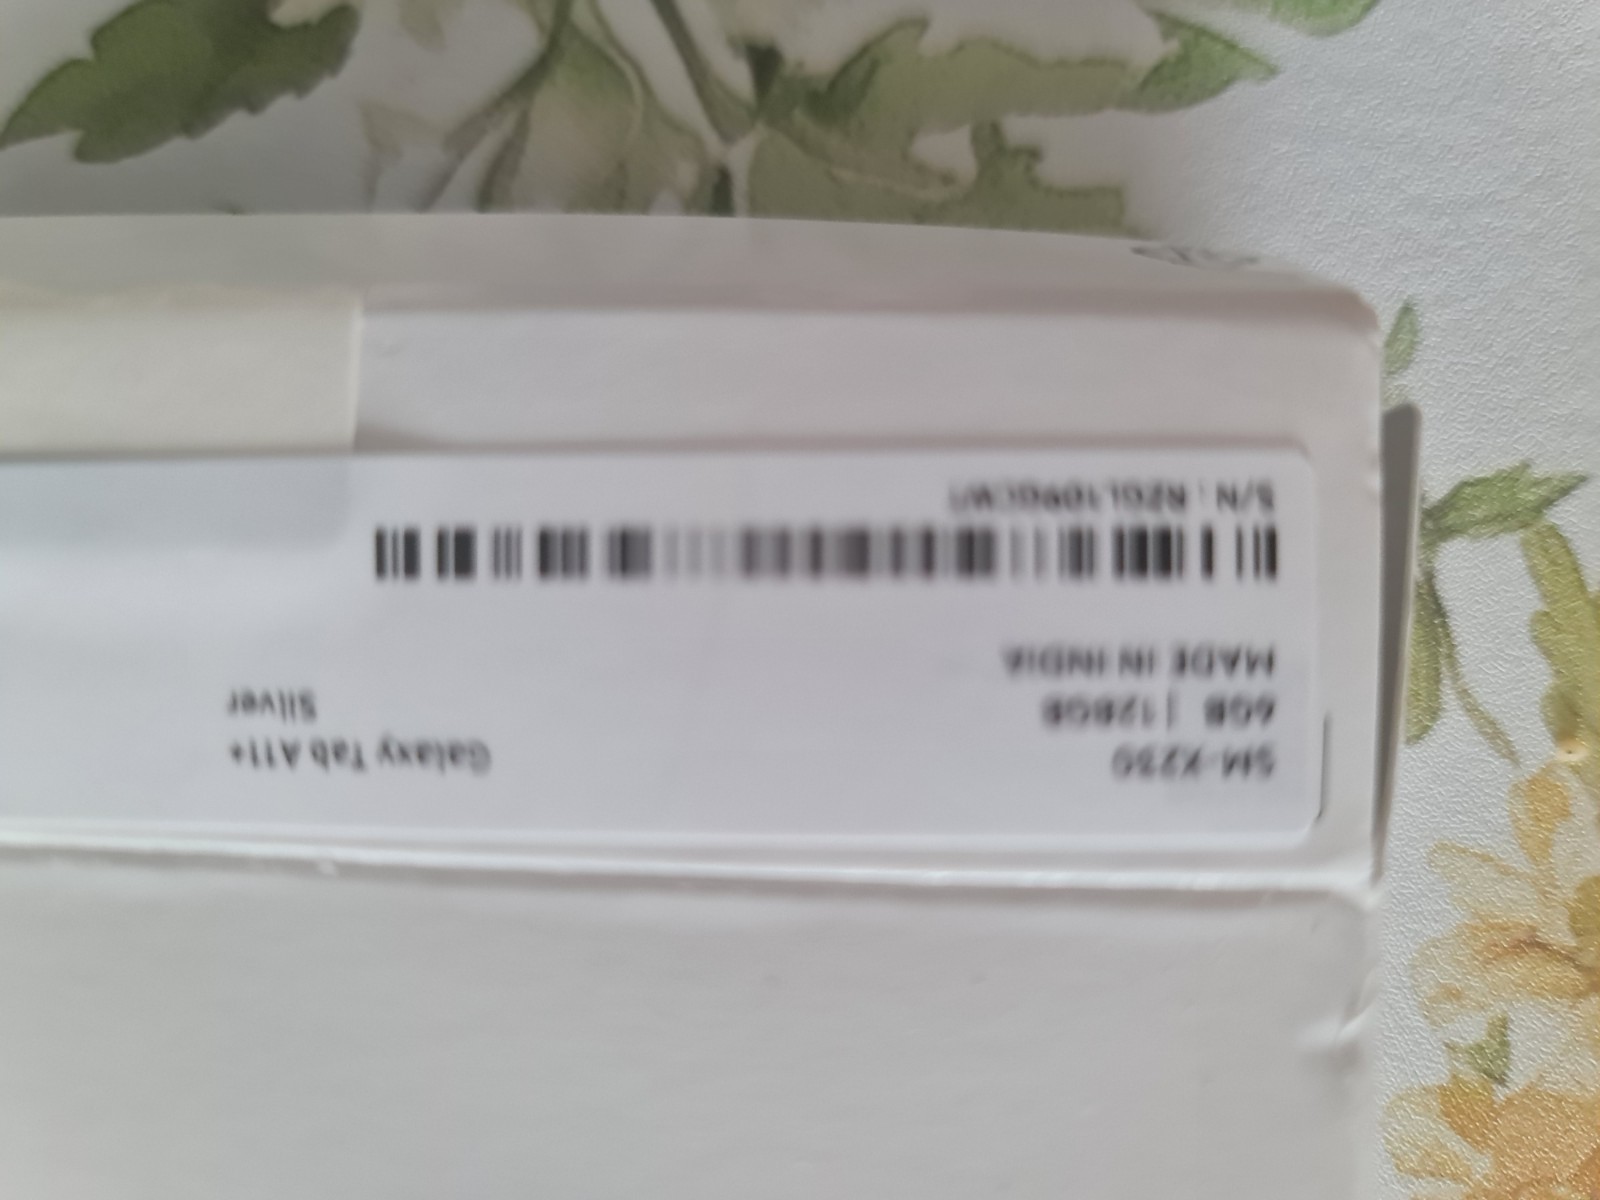 SM-X230
6GB | 128GB
MADE IN INDIA
Galaxy Tab A11+
Silver
S/N :